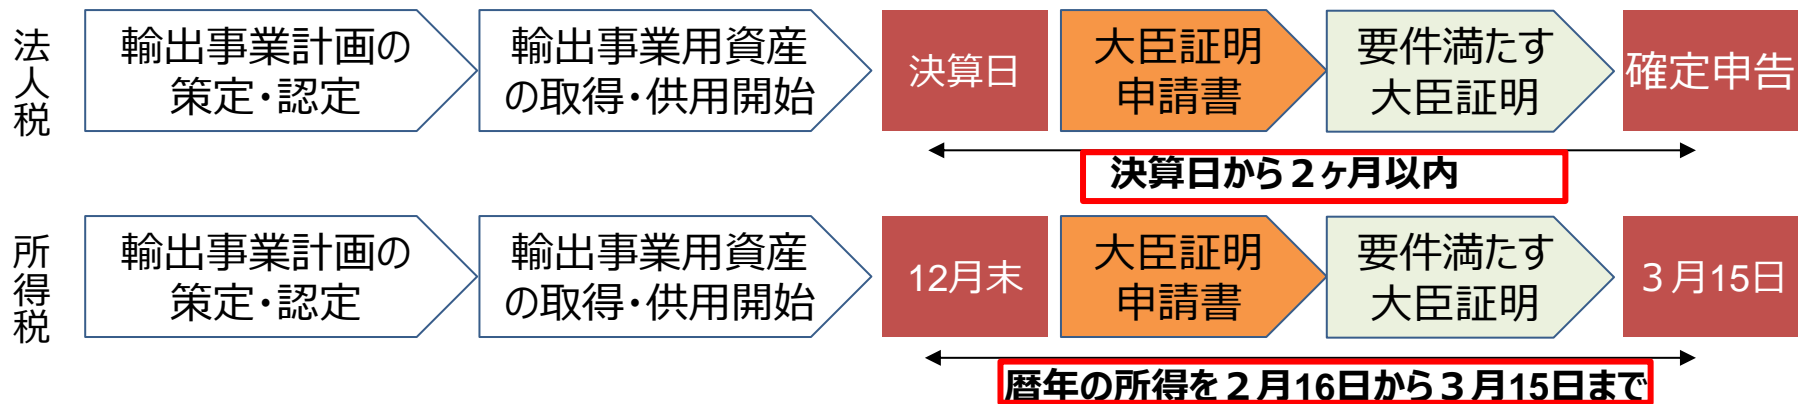 法人税
輸出事業計画の
策定・認定
輸出事業用資産
の取得・供用開始
決算日
大臣証明
申請書
要件満たす
大臣証明
確定申告
決算日から２ヶ月以内
所得税
輸出事業計画の
策定・認定
輸出事業用資産
の取得・供用開始
12月末
大臣証明
申請書
要件満たす
大臣証明
３月15日
暦年の所得を２月16日から３月15日まで